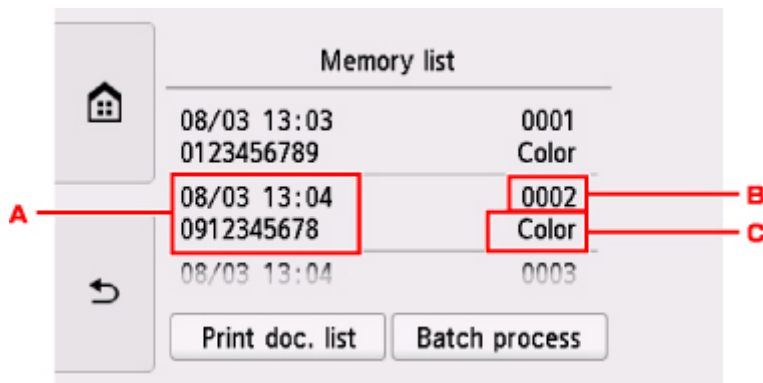 Memory list
08/03 13:03 0001
0123456789 Color
08/03 13:04 0002 B
A
0912345678 Color C
08/03 13:04 0003
Print doc. list Batch process